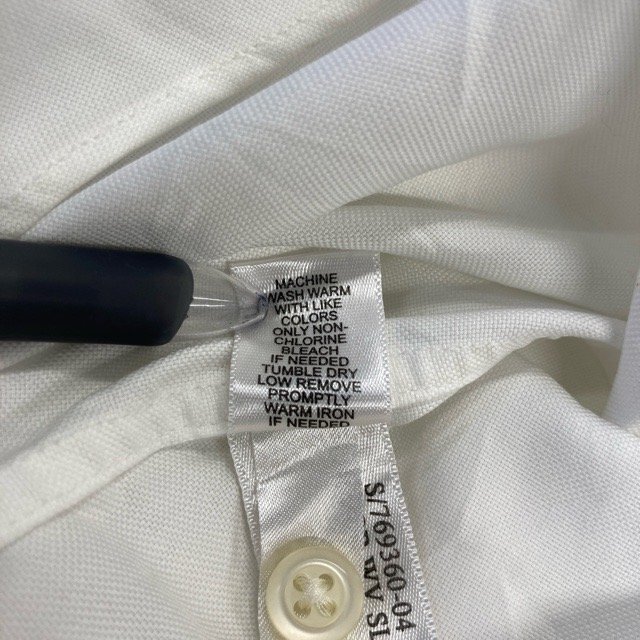 MACHINE
WASH WARM
WITH LIKE
COLORS
ONLY NON-
CHLORINE
BLEACH
IF NEEDED
TUMBLE DRY
LOW REMOVE
PROMPTLY
WARM IRON
IF NEEDED
S/769360-04